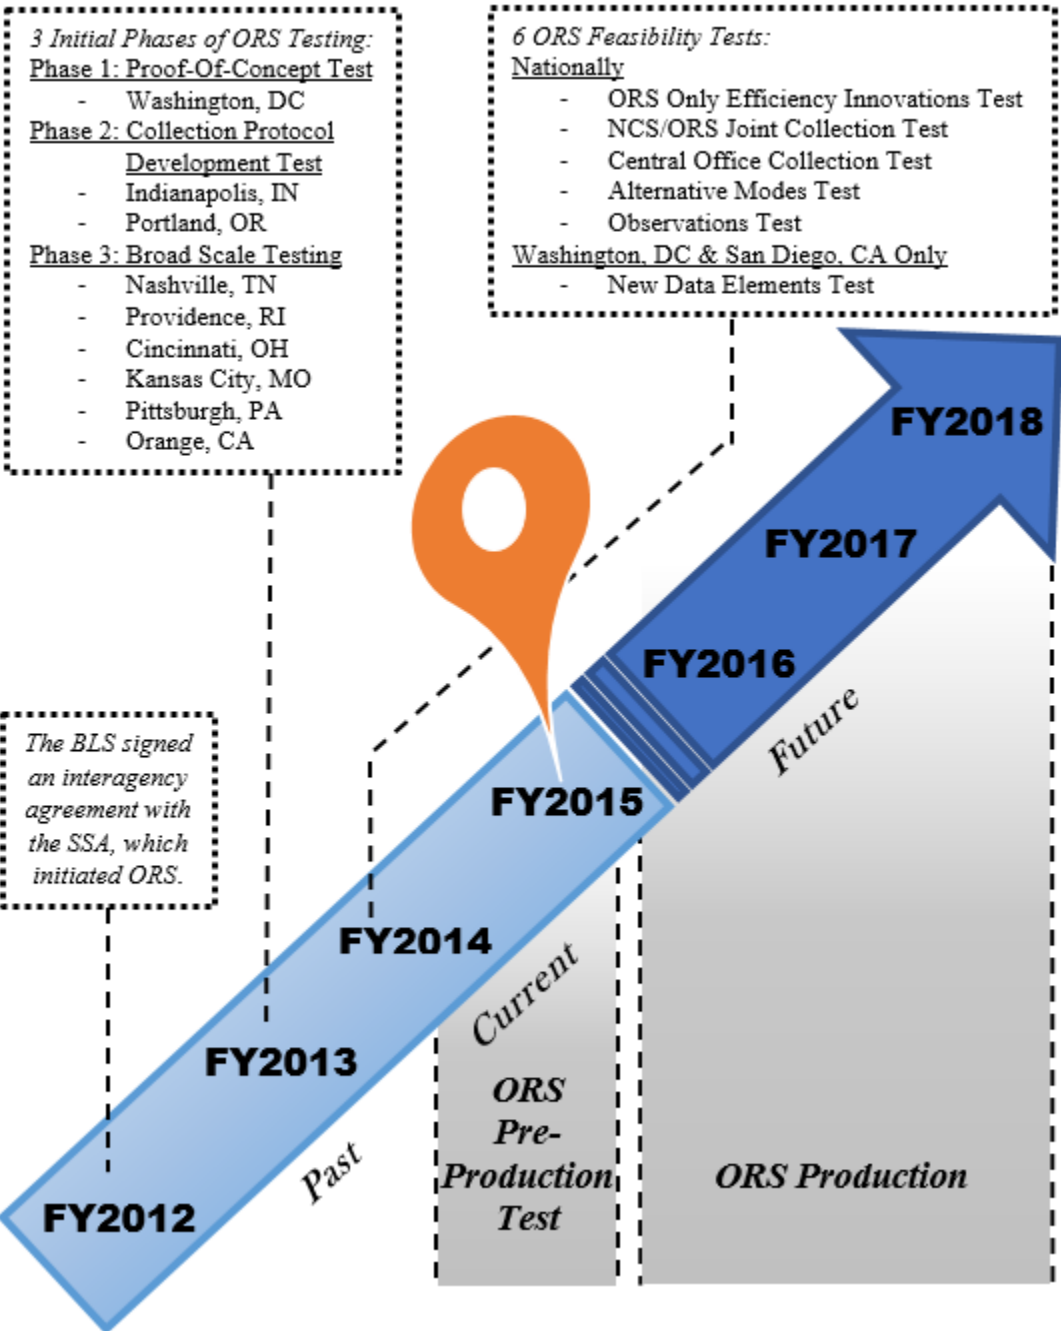 3 Initial Phases of ORS Testing:
Phase 1: Proof-Of-Concept Test
- Washington, DC
Phase 2: Collection Protocol
Development Test
- Indianapolis, IN
- Portland, OR
Phase 3: Broad Scale Testing
- Nashville, TN
- Providence, RI
- Cincinnati, OH
- Kansas City, MO
- Pittsburgh, PA
- Orange, CA
6 ORS Feasibility Tests:
Nationally
- ORS Only Efficiency Innovations Test
- NCS/ORS Joint Collection Test
- Central Office Collection Test
- Alternative Modes Test
- Observations Test
Washington, DC & San Diego, CA Only
- New Data Elements Test
The BLS signed
an interagency
agreement with
the SSA, which
initiated ORS.
FY2012
FY2013
FY2014
FY2015
FY2016
FY2017
FY2018
Past
Current
Future
ORS
Pre-
Production
Test
ORS Production